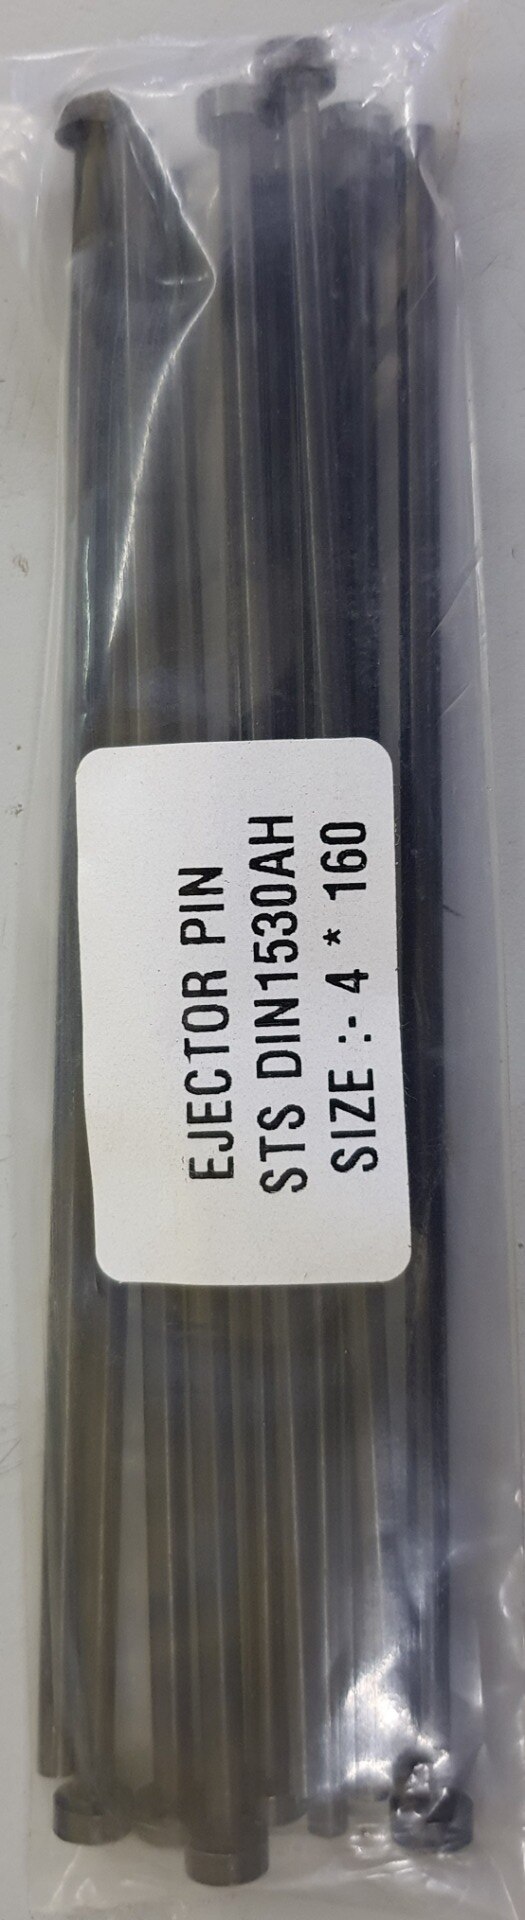 EJECTOR PIN
STS DIN1530AH
SIZE :- 4 * 160